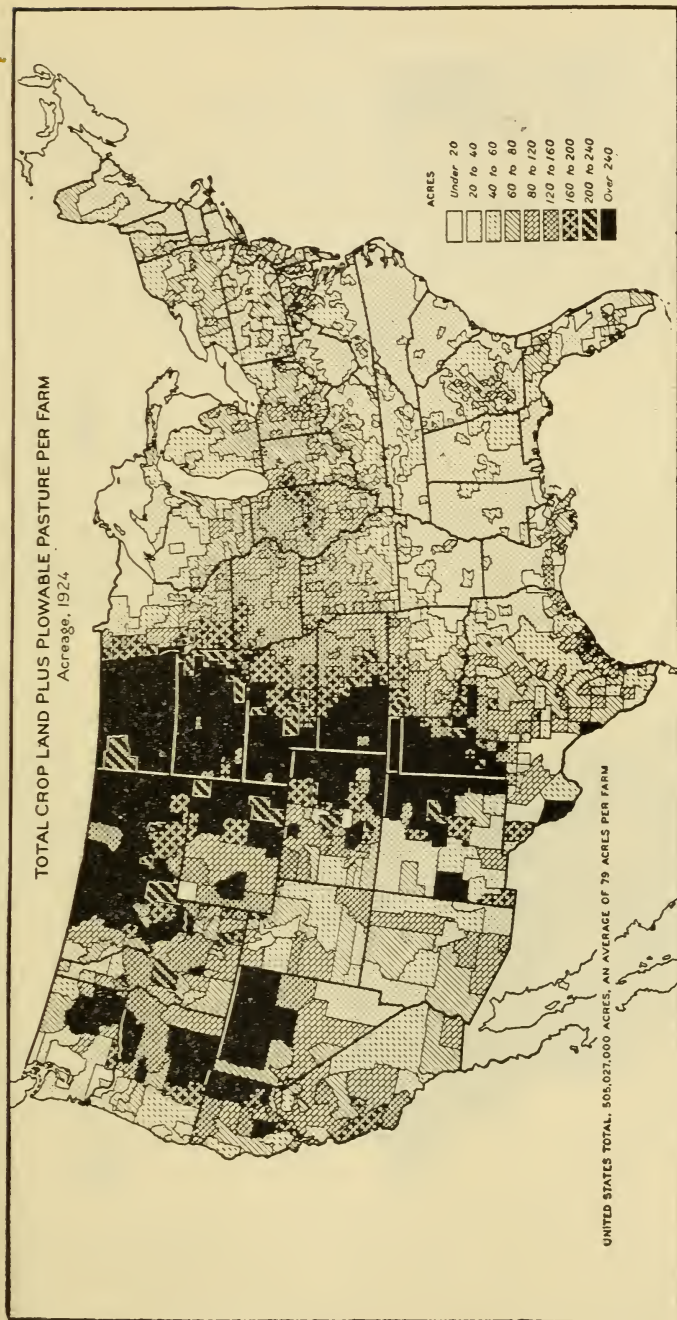 TOTAL CROP LAND PLUS PLOWABLE PASTURE PER FARM
Acreage, 1924
ACRES
Under 20
20 to 40
40 to 60
60 to 80
80 to 120
120 to 160
160 to 200
200 to 240
Over 240
UNITED STATES TOTAL, 505,027,000 ACRES, AN AVERAGE OF 79 ACRES PER FARM